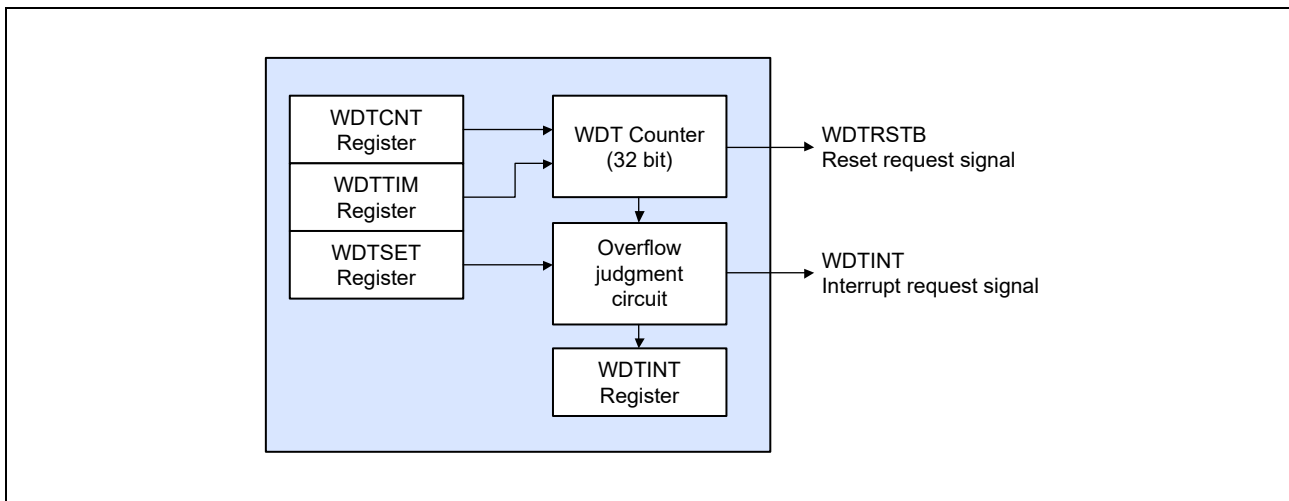 WDTCNT
Register
WDTTIM
Register
WDTSET
Register
WDT Counter
(32 bit)
Overflow
judgment
circuit
WDTINT
Register
WDTRSTB
Reset request signal
WDTINT
Interrupt request signal